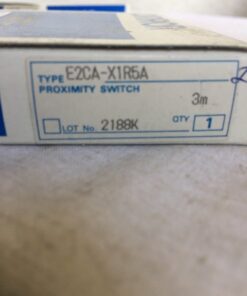 TYPE E2CA-X1R5A
PROXIMITY SWITCH
3m
LOT No. 2188K QTY 1